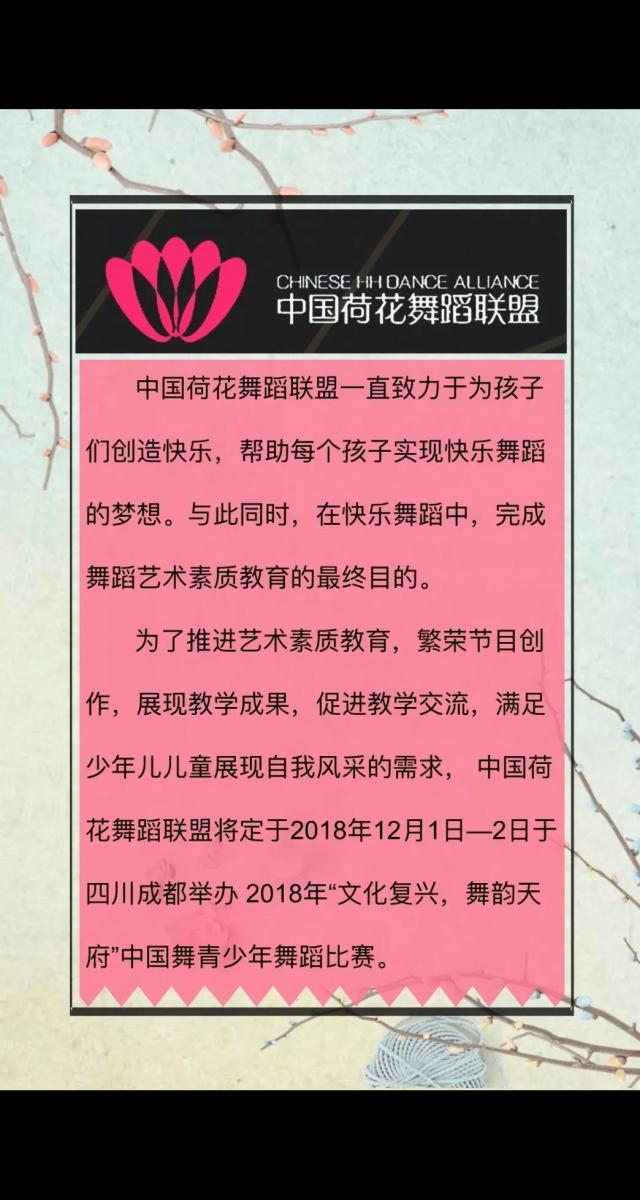 CHINESE HH DANCE ALLIANCE
中国荷花舞蹈联盟
中国荷花舞蹈联盟一直致力于为孩子
们创造快乐，帮助每个孩子实现快乐舞蹈
的梦想。与此同时，在快乐舞蹈中，完成
舞蹈艺术素质教育的最终目的。
为了推进艺术素质教育，繁荣节目创
作，展现教学成果，促进教学交流，满足
少年儿儿童展现自我风采的需求， 中国荷
花舞蹈联盟将定于2018年12月1日—2日于
四川成都举办 2018年“文化复兴，舞韵天
府”中国舞青少年舞蹈比赛。